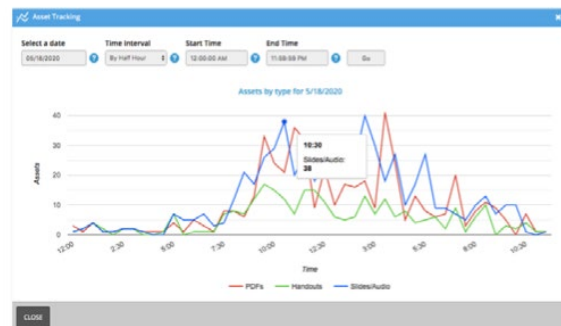 Asset Tracking
Select a date
Time Interval
Start Time
End Time
05/18/2020
By Half Hour
12:00:00 AM
11:59:59 PM
Go
Assets by type for 5/18/2020
40
30
20
10
0
Assets
10:30
Slides/Audio:
38
12:00
2:30
5:00
7:30
10:00
12:30
3:00
5:30
8:00
10:30
Time
PDFs
Handouts
Slides/Audio
CLOSE